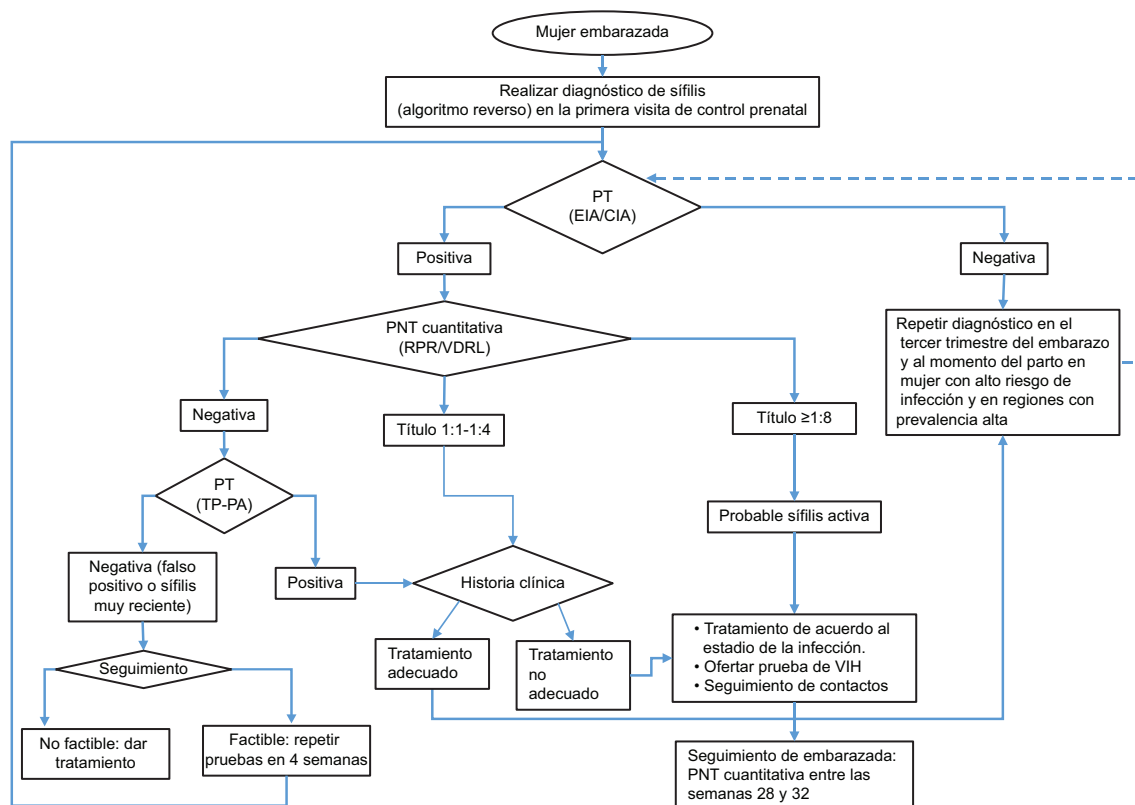 Mujer embarazada
Realizar diagnóstico de sífilis
(algoritmo reverso) en la primera visita de control prenatal
PT
(EIA/CIA)
Positiva
Negativa
PNT cuantitativa
(RPR/VDRL)
Repetir diagnóstico en el
tercer trimestre del embarazo
y al momento del parto en
mujer con alto riesgo de
infección y en regiones con
prevalencia alta
Negativa
Título 1:1-1:4
Título ≥1:8
PT
(TP-PA)
Probable sífilis activa
Negativa (falso
positivo o sífilis
muy reciente)
Positiva
Historia clínica
Tratamiento
adecuado
Tratamiento
no
adecuado
• Tratamiento de acuerdo al
estadio de la infección.
• Ofertar prueba de VIH
• Seguimiento de contactos
Seguimiento
No factible: dar
tratamiento
Factible: repetir
pruebas en 4 semanas
Seguimiento de embarazada:
PNT cuantitativa entre las
semanas 28 y 32